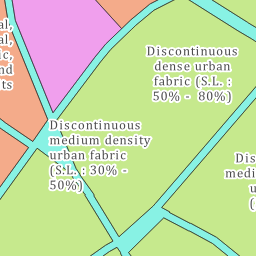 al,
al,
ic,
nd
ts
Discontinuous
dense urban
fabric (S.L. :
50% - 80%)
Discontinuous
medium density
urban fabric
(S.L. : 30% -
50%)
Dis
medi
u
(